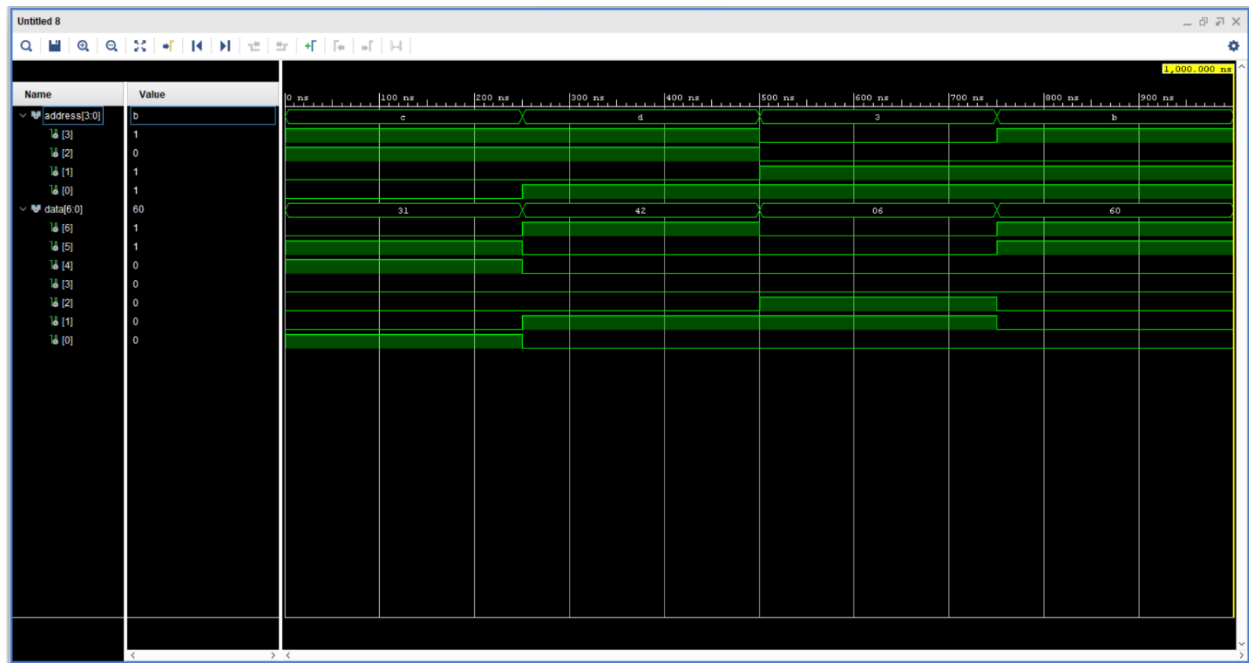 Untitled 8
1,000.000 ns
Name Value
0 ns 100 ns 200 ns 300 ns 400 ns 500 ns 600 ns 700 ns 800 ns 900 ns
address[3:0] b c d 3 b
[3] 1
[2] 0
[1] 1
[0] 1
data[6:0] 60 31 42 06 60
[6] 1
[5] 1
[4] 0
[3] 0
[2] 0
[1] 0
[0] 0